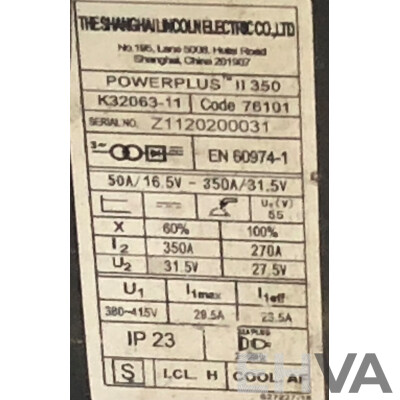 THE SHANGHAI LINCOLN ELECTRIC CO., LTD
No.195, Lane 5008, Hutai Road
Shanghai, China 201907
POWERPLUS™ II 350
K32063-11 Code 76101
SERIAL NO. Z1120200031
3~ EN 60974-1
50A/16.5V - 350A/31.5V
U₀(V)
55
X 60% 100%
I2 350A 270A
U2 31.5V 27.5V
U1 I1max I1eff
380~415V 29.5A 23.5A
IP 23
S I.CL. H COOL AF